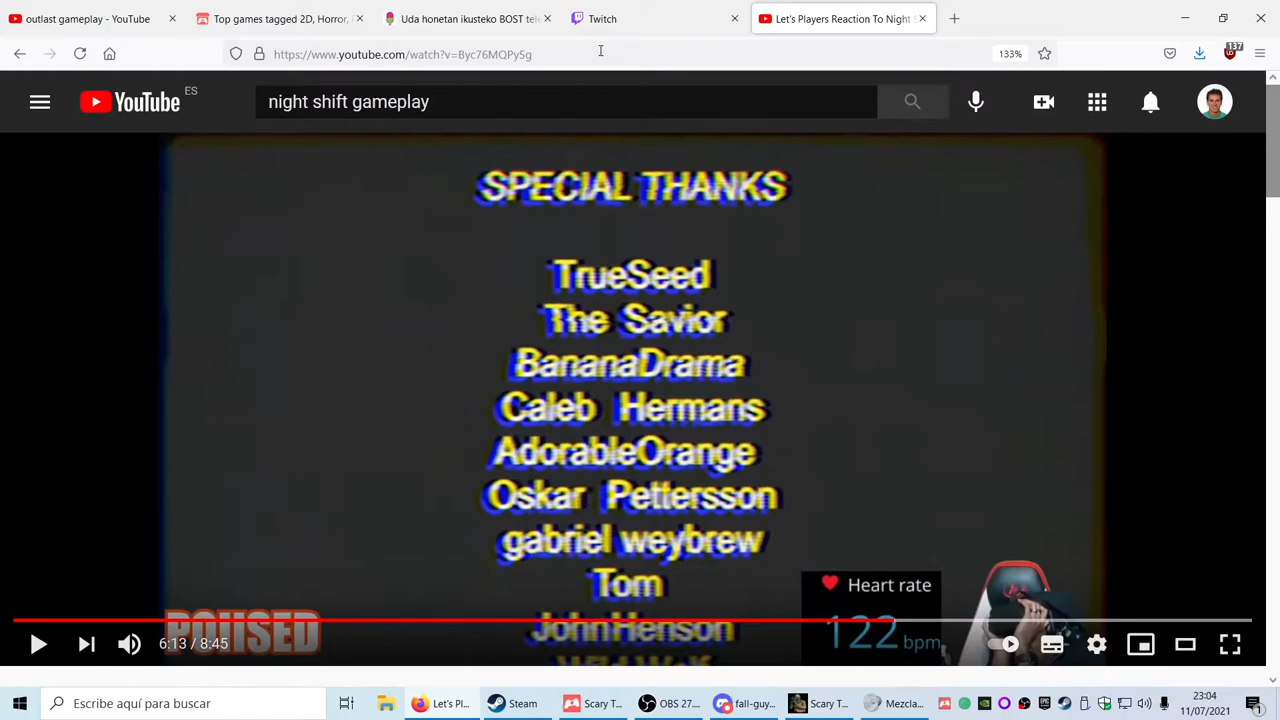 outlast gameplay - YouTube
Top games tagged 2D, Horror,
Uda honetan ikusteko BOST tele
Twitch
Let's Players Reaction To Night S
https://www.youtube.com/watch?v=Byc76MQPy5g
133%
137
YouTube ES
night shift gameplay
SPECIAL THANKS
TrueSeed
The Savior
BananaDrama
Caleb Hermans
AdorableOrange
Oskar Pettersson
gabriel weybrew
Tom
JohnHenson
Heart rate
122 bpm
6:13 / 8:45
Escribe aquí para buscar
Let's Pl...
Steam
Scary T...
OBS 27...
fall-guy...
Scary T...
Mezcla...
23:04
11/07/2021
1